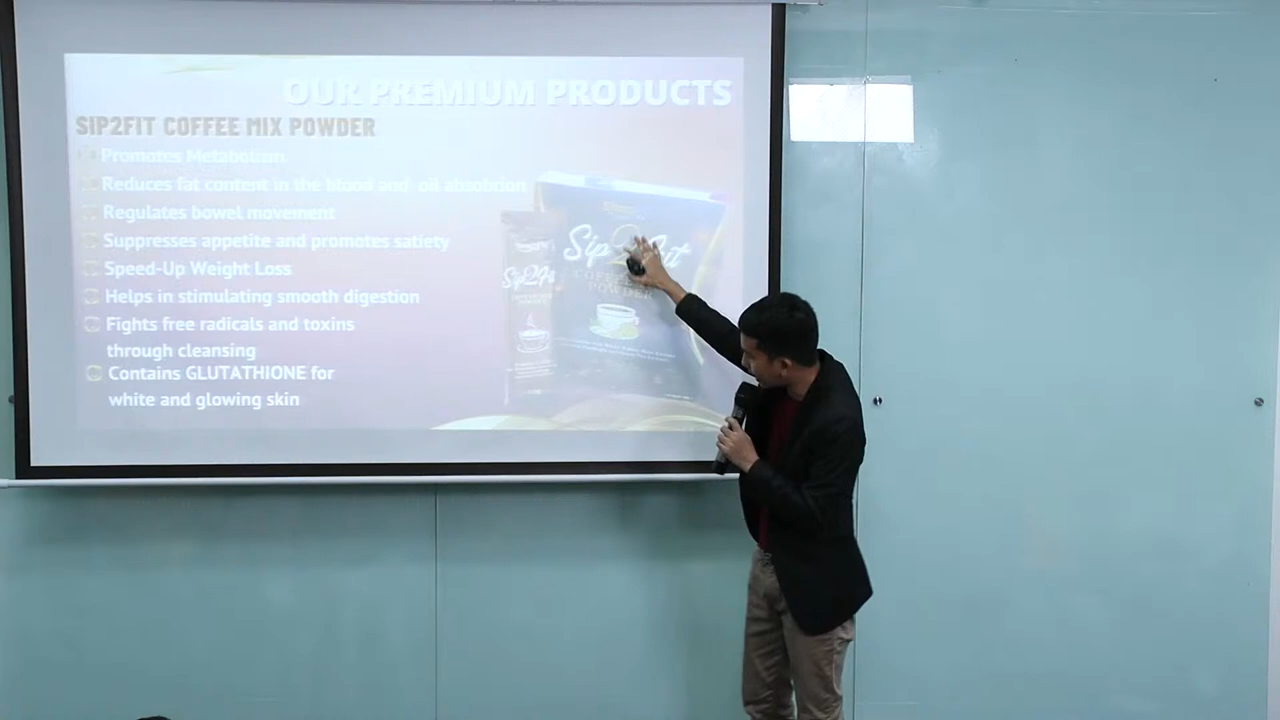 OUR PREMIUM PRODUCTS
SIP2FIT COFFEE MIX POWDER
Promotes Metabolism
Reduces fat content in the blood and oil absobtion
Regulates bowel movement
Suppresses appetite and promotes satiety
Speed-Up Weight Loss
Helps in stimulating smooth digestion
Fights free radicals and toxins
through cleansing
Contains GLUTATHIONE for
white and glowing skin
Sip2Fit
POWDER
Sip2Fit